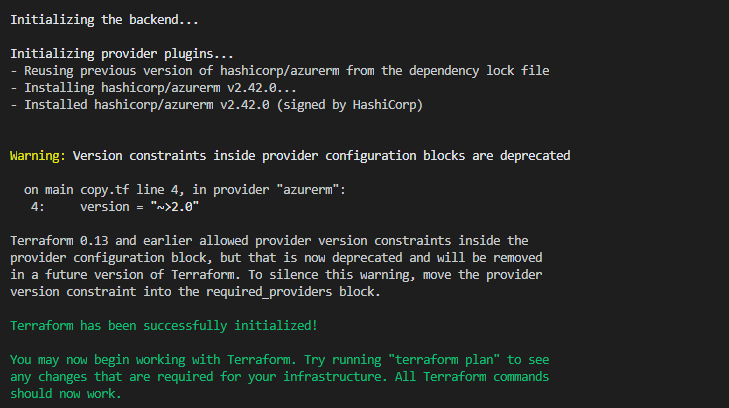 Initializing the backend...
Initializing provider plugins...
- Reusing previous version of hashicorp/azurerm from the dependency lock file
- Installing hashicorp/azurerm v2.42.0...
- Installed hashicorp/azurerm v2.42.0 (signed by HashiCorp)
Warning: Version constraints inside provider configuration blocks are deprecated
on main copy.tf line 4, in provider "azurerm":
4: version = "~>2.0"
Terraform 0.13 and earlier allowed provider version constraints inside the
provider configuration block, but that is now deprecated and will be removed
in a future version of Terraform. To silence this warning, move the provider
version constraint into the required_providers block.
Terraform has been successfully initialized!
You may now begin working with Terraform. Try running "terraform plan" to see
any changes that are required for your infrastructure. All Terraform commands
should now work.